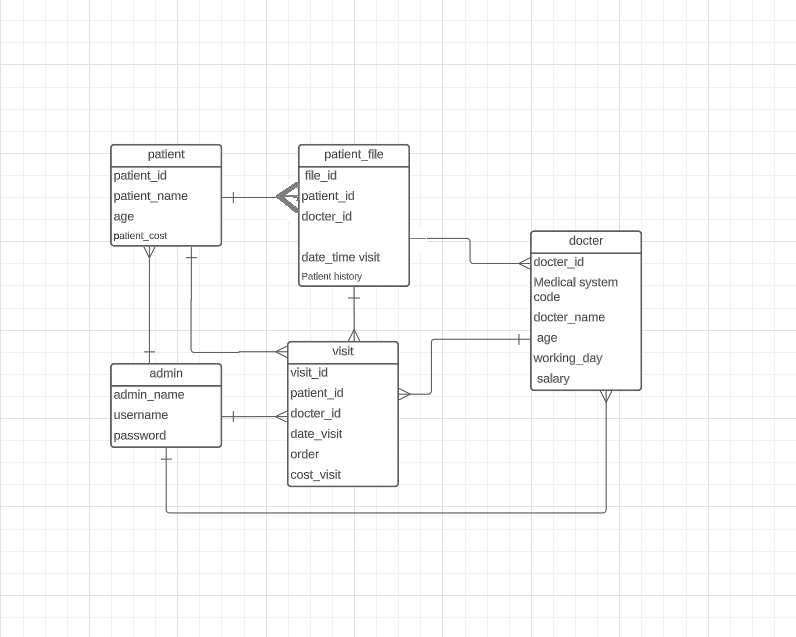 patient
patient_id
patient_name
age
patient_cost
patient_file
file_id
patient_id
docter_id
date_time visit
Patient history
docter
docter_id
Medical system
code
docter_name
age
working_day
salary
admin
admin_name
username
password
visit
visit_id
patient_id
docter_id
date_visit
order
cost_visit